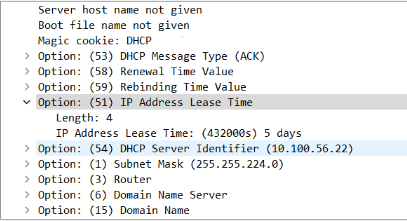 Server host name not given
Boot file name not given
Magic cookie: DHCP
Option: (53) DHCP Message Type (ACK)
Option: (58) Renewal Time Value
Option: (59) Rebinding Time Value
Option: (51) IP Address Lease Time
Length: 4
IP Address Lease Time: (432000s) 5 days
Option: (54) DHCP Server Identifier (10.100.56.22)
Option: (1) Subnet Mask (255.255.224.0)
Option: (3) Router
Option: (6) Domain Name Server
Option: (15) Domain Name